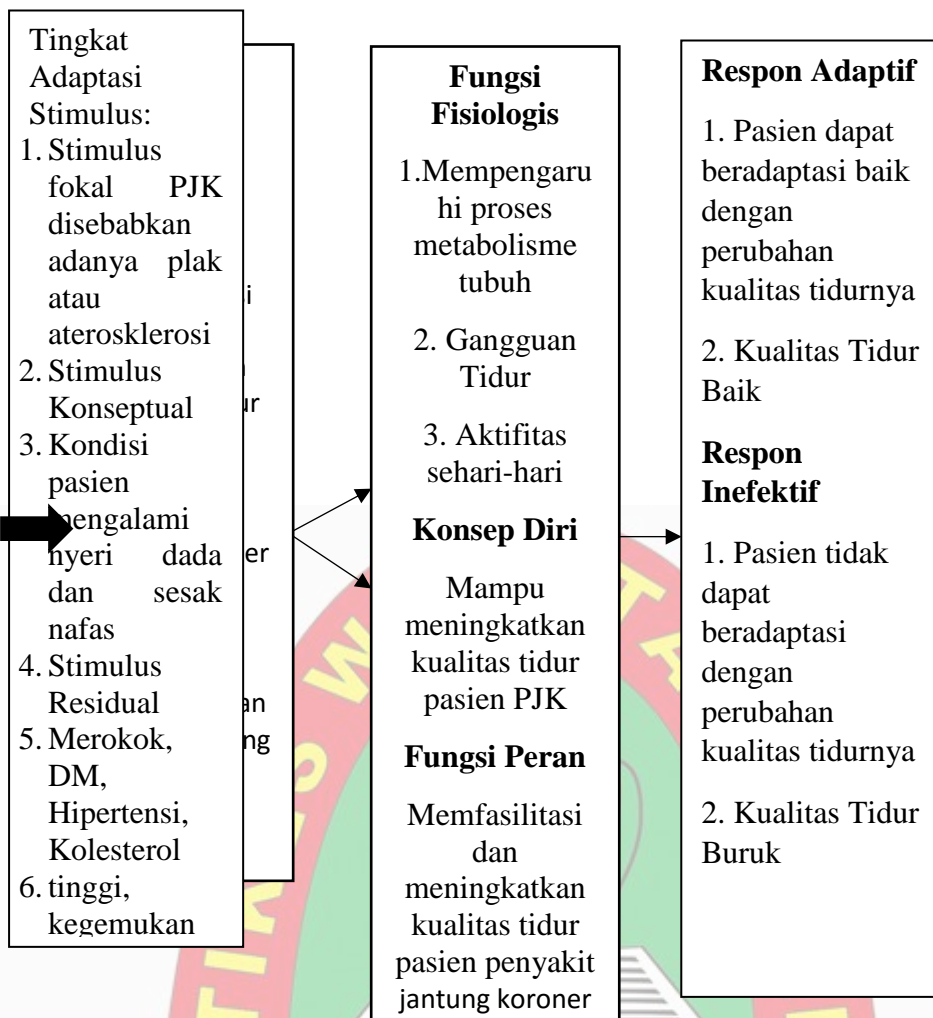 Tingkat
Adaptasi
Stimulus:
1. Stimulus
fokal PJK
disebabkan
adanya plak
atau
aterosklerosi
2. Stimulus
Konseptual
3. Kondisi
pasien
mengalami
nyeri dada
dan sesak
nafas
4. Stimulus
Residual
5. Merokok,
DM,
Hipertensi,
Kolesterol
6. tinggi,
kegemukan
Fungsi
Fisiologis
1.Mempengaru
hi proses
metabolisme
tubuh
2. Gangguan
Tidur
3. Aktifitas
sehari-hari
Konsep Diri
Mampu
meningkatkan
kualitas tidur
pasien PJK
Fungsi Peran
Memfasilitasi
dan
meningkatkan
kualitas tidur
pasien penyakit
jantung koroner
Respon Adaptif
1. Pasien dapat
beradaptasi baik
dengan
perubahan
kualitas tidurnya
2. Kualitas Tidur
Baik
Respon
Inefektif
1. Pasien tidak
dapat
beradaptasi
dengan
perubahan
kualitas tidurnya
2. Kualitas Tidur
Buruk